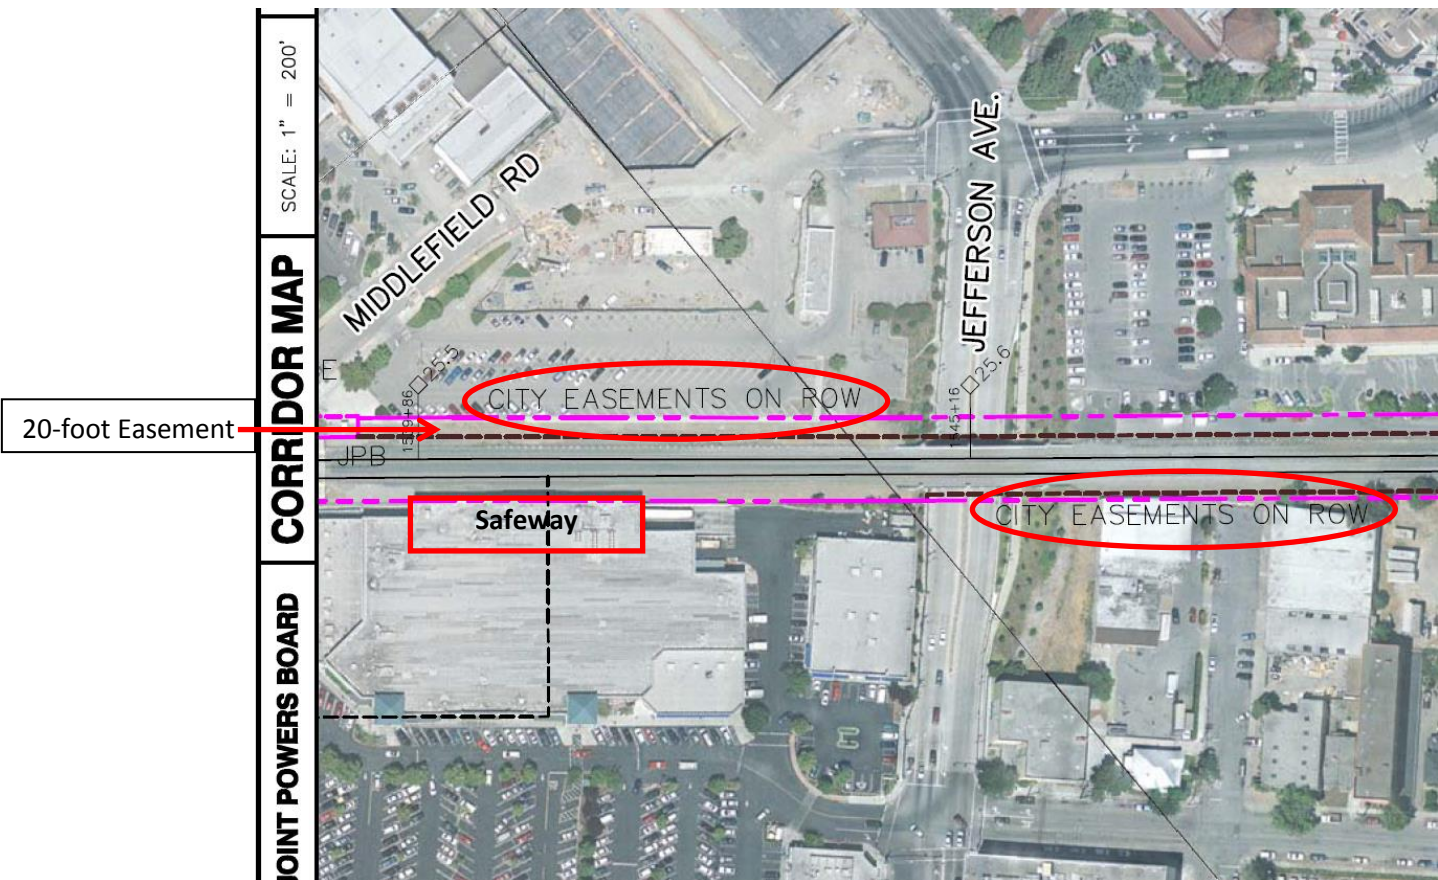 SCALE: 1" = 200'
CORRIDOR MAP
JOINT POWERS BOARD
MIDDLEFIELD RD
JEFFERSON AVE.
E
25.5
25.6
CITY EASEMENTS ON ROW
20-foot Easement
1545+16
JPB
Safeway
CITY EASEMENTS ON ROW